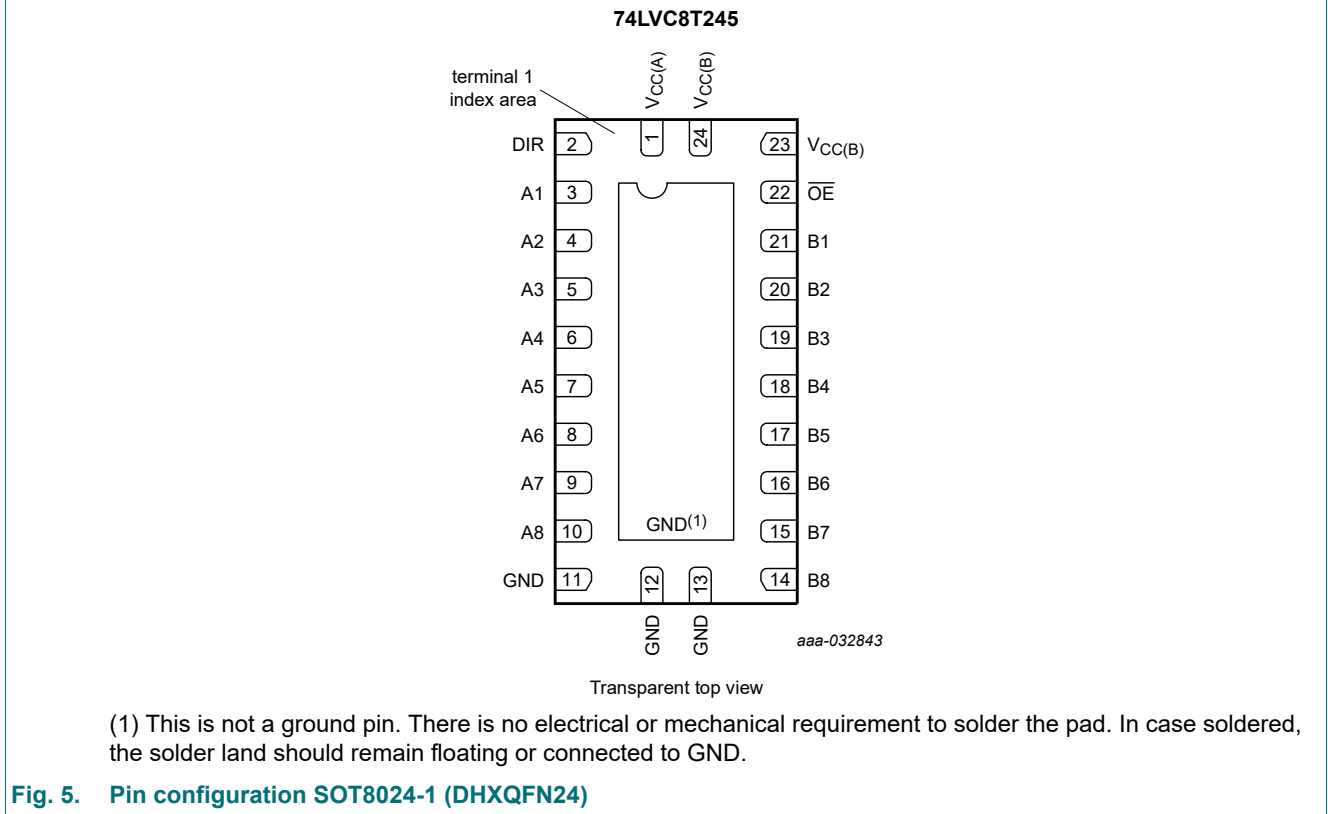 74LVC8T245
terminal 1
index area
VCC(A)
VCC(B)
1
24
DIR 2
23 VCC(B)
A1 3
22 OE
A2 4
21 B1
A3 5
20 B2
A4 6
19 B3
A5 7
18 B4
A6 8
17 B5
A7 9
16 B6
A8 10
15 B7
GND(1)
GND 11
14 B8
12
13
GND
GND
aaa-032843
Transparent top view
(1) This is not a ground pin. There is no electrical or mechanical requirement to solder the pad. In case soldered,
the solder land should remain floating or connected to GND.
Fig. 5. Pin configuration SOT8024-1 (DHXQFN24)